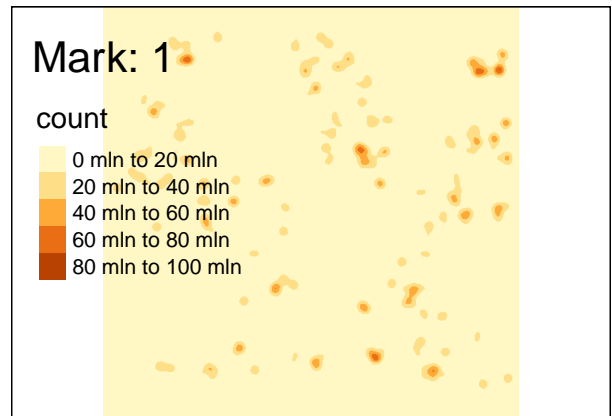 Mark: 1
count
0 mln to 20 mln
20 mln to 40 mln
40 mln to 60 mln
60 mln to 80 mln
80 mln to 100 mln